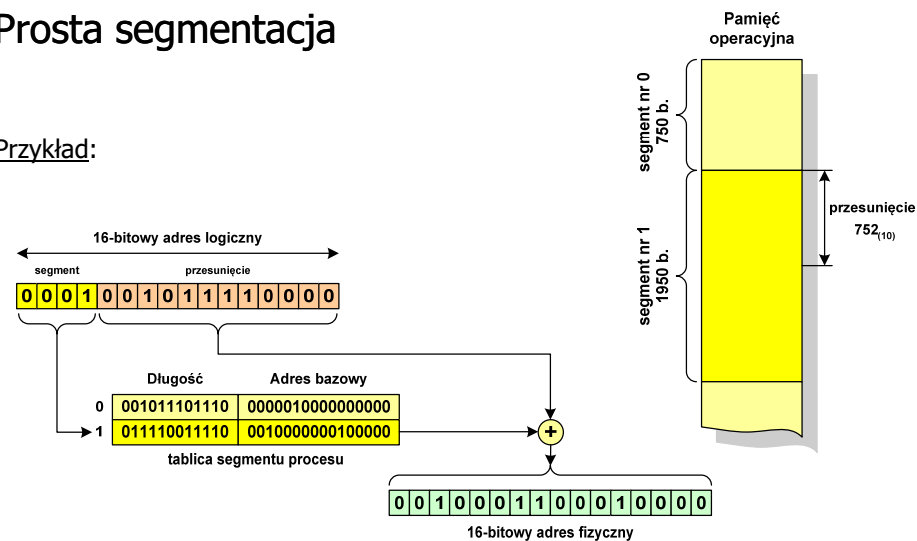 Prosta segmentacja
Przykład:
16-bitowy adres logiczny
segment przesunięcie
0 0 0 1 0 0 1 0 1 1 1 1 0 0 0 0
Długość Adres bazowy
0 001011101110 0000010000000000
1 011110011110 0010000000100000
tablica segmentu procesu
+
0 0 1 0 0 0 1 1 0 0 0 1 0 0 0 0
16-bitowy adres fizyczny
Pamięć
operacyjna
segment nr 0
750 b.
segment nr 1
1950 b.
przesunięcie
752(10)